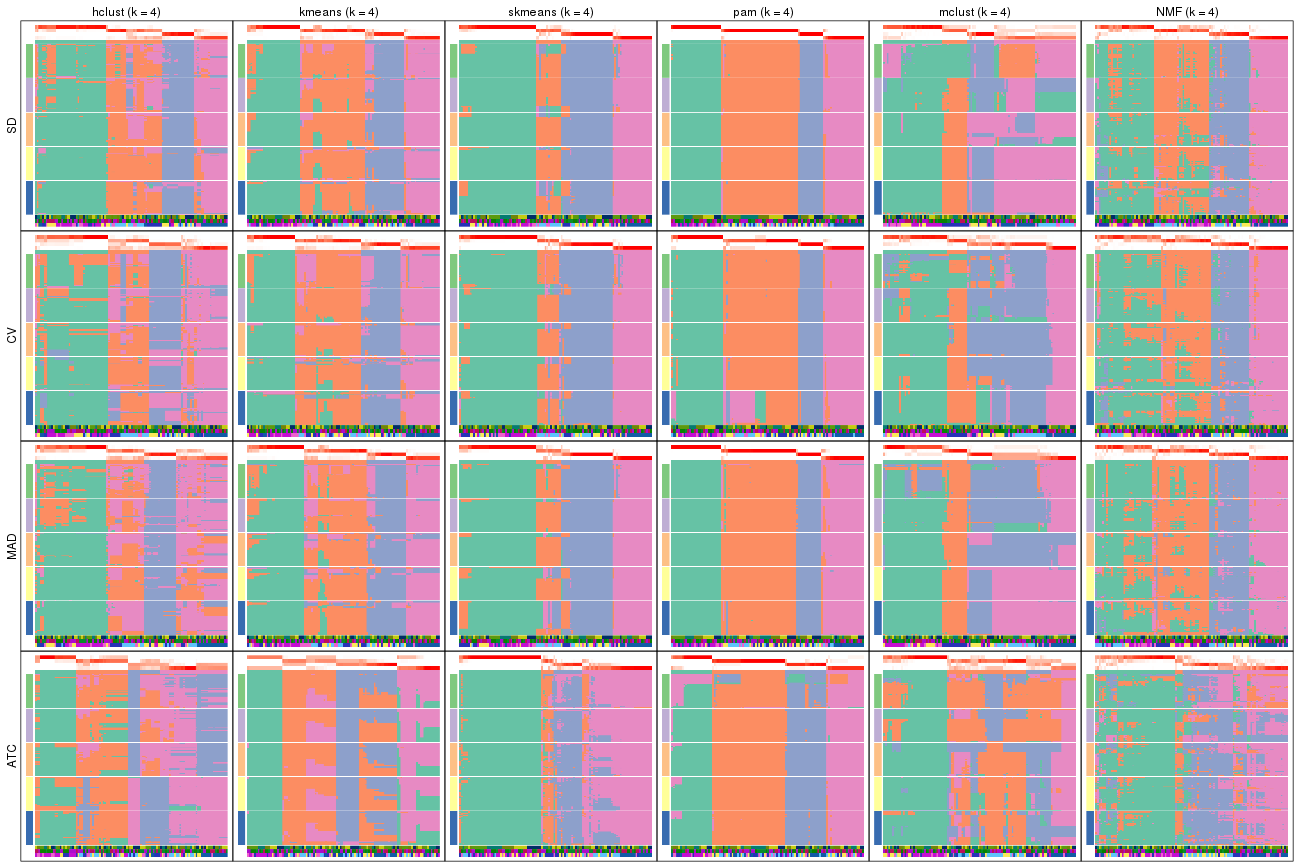 hclust (k = 4) kmeans (k = 4) skmeans (k = 4) pam (k = 4) mclust (k = 4) NMF (k = 4)
SD
CV
MAD
ATC